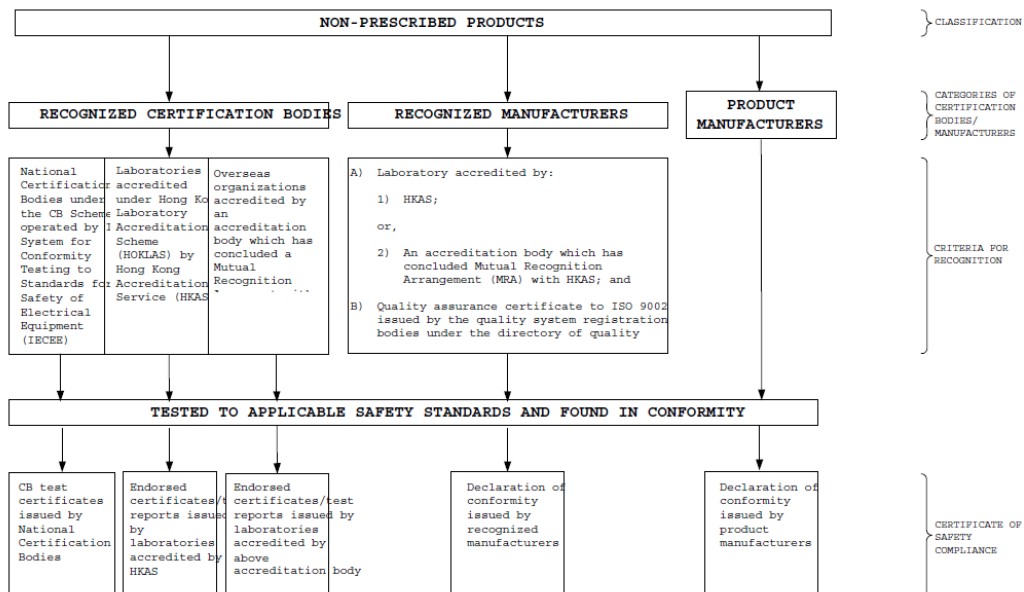 NON-PRESCRIBED PRODUCTS
CLASSIFICATION
RECOGNIZED CERTIFICATION BODIES
RECOGNIZED MANUFACTURERS
PRODUCT
MANUFACTURERS
CATEGORIES OF
CERTIFICATION
BODIES/
MANUFACTURERS
National
Certification
Bodies under
the CB Scheme
operated by
System for
Conformity
Testing to
Standards for
Safety of
Electrical
Equipment
(IECEE)
Laboratories
accredited
under Hong Ko
Laboratory
Accreditation
Scheme
(HOKLAS) by
Hong Kong
Accreditation
Service (HKAS
Overseas
organizations
accredited by
an
accreditation
body which has
concluded a
Mutual
Recognition
A) Laboratory accredited by:
1) HKAS;
or,
2) An accreditation body which has
concluded Mutual Recognition
Arrangement (MRA) with HKAS; and
B) Quality assurance certificate to ISO 9002
issued by the quality system registration
bodies under the directory of quality
CRITERIA FOR
RECOGNITION
TESTED TO APPLICABLE SAFETY STANDARDS AND FOUND IN CONFORMITY
CB test
certificates
issued by
National
Certification
Bodies
Endorsed
certificates/t
reports issued
by
laboratories
accredited by
HKAS
Endorsed
certificates/test
reports issued by
laboratories
accredited by
above
accreditation body
Declaration of
conformity
issued by
recognized
manufacturers
Declaration of
conformity
issued by
product
manufacturers
CERTIFICATE OF
SAFETY
COMPLIANCE